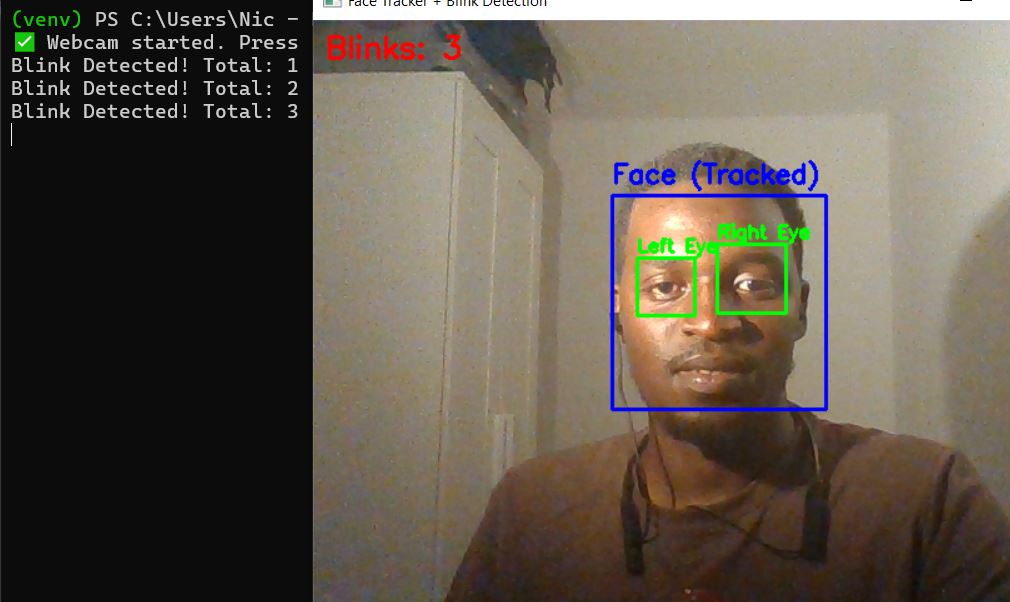 (venv) PS C:\Users\Nic -
✅ Webcam started. Press
Blink Detected! Total: 1
Blink Detected! Total: 2
Blink Detected! Total: 3
Face Tracker + Blink Detection
Blinks: 3
Face (Tracked)
Left Eye
Right Eye